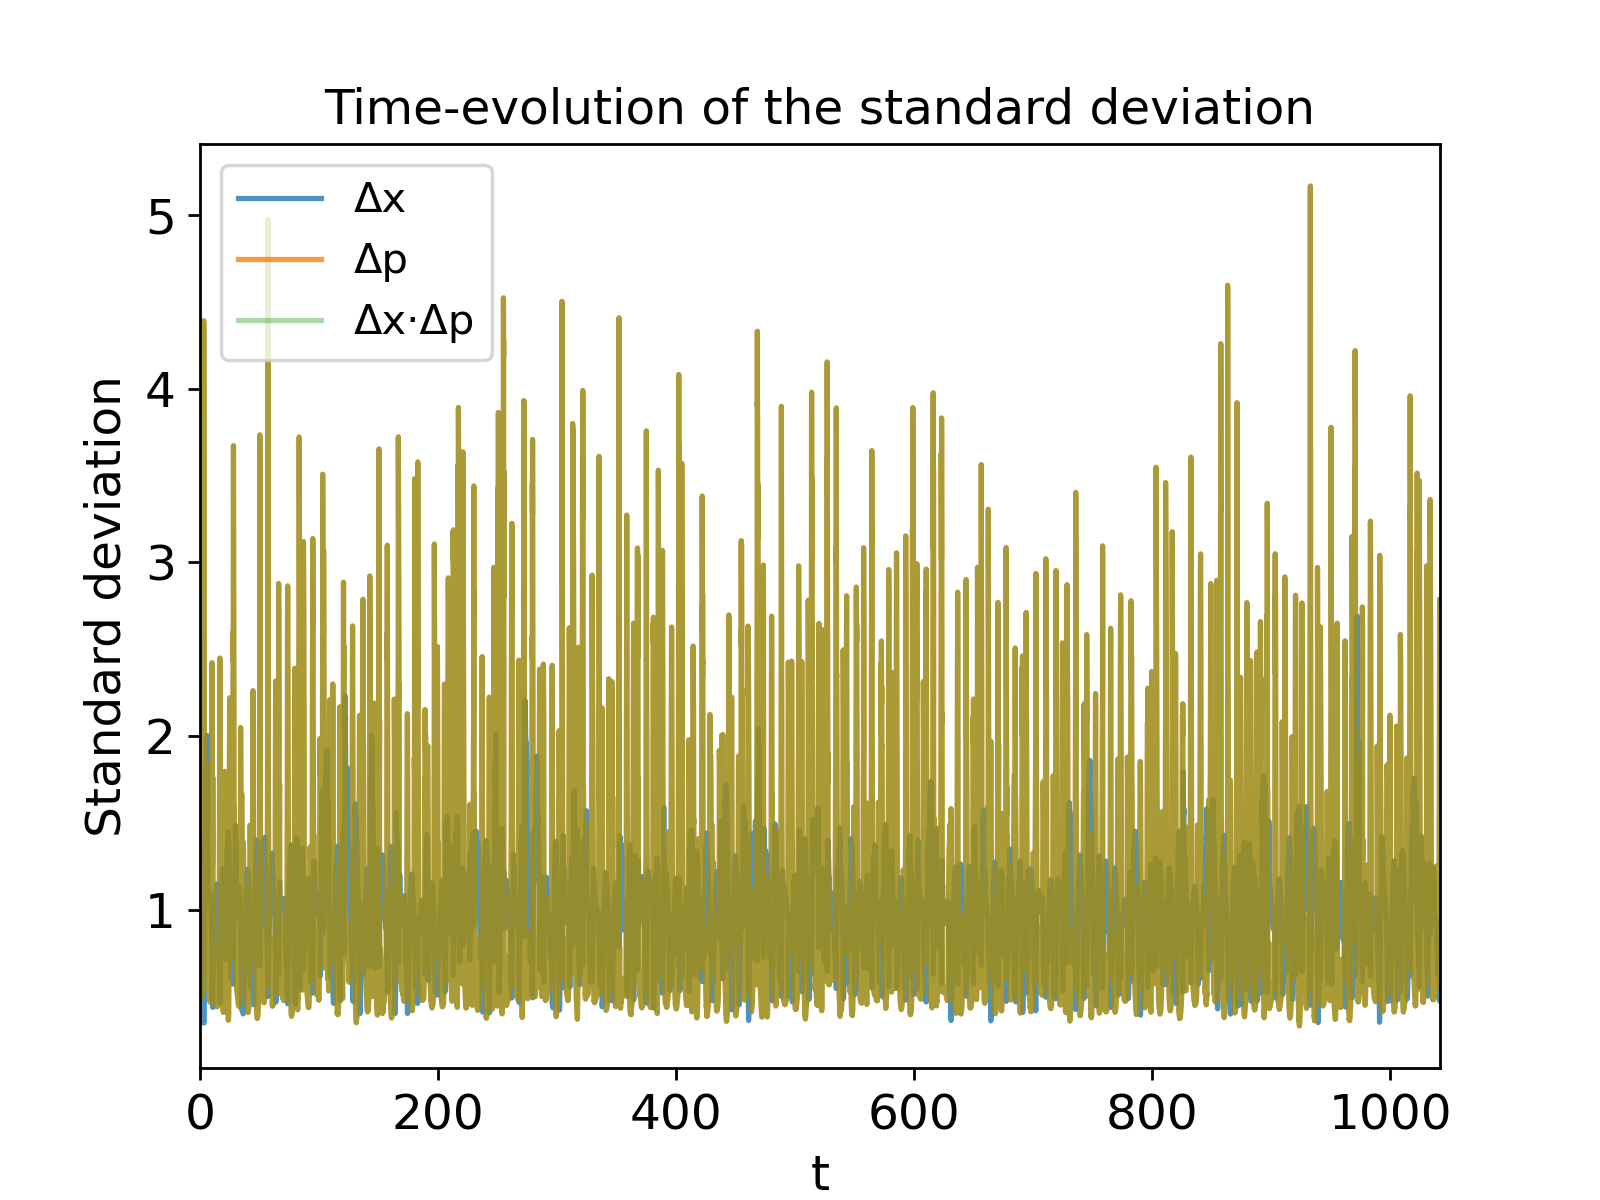 Time-evolution of the standard deviation
Δx
Δp
Δx·Δp
Standard deviation
5
4
3
2
1
0 200 400 600 800 1000
t